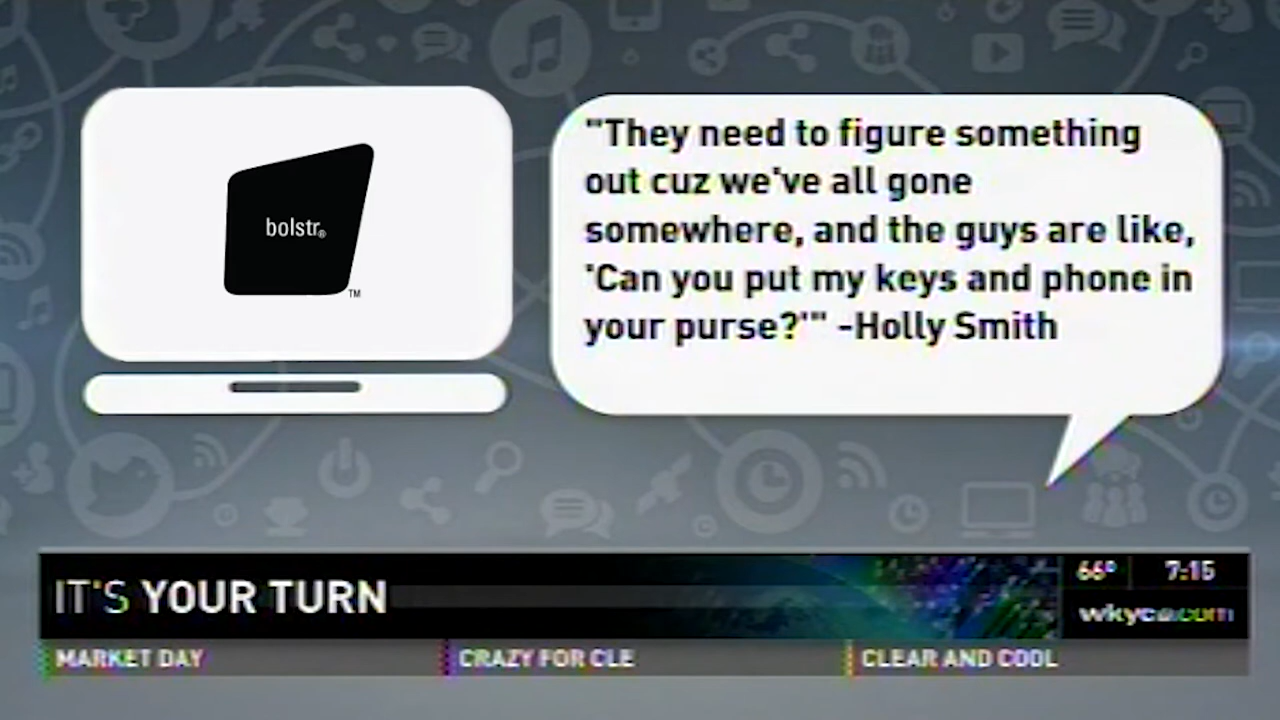 bolstr®
TM
"They need to figure something
out cuz we've all gone
somewhere, and the guys are like,
'Can you put my keys and phone in
your purse?'" -Holly Smith
IT'S YOUR TURN
66° 7:15
wkyc.com
MARKET DAY CRAZY FOR CLE CLEAR AND COOL